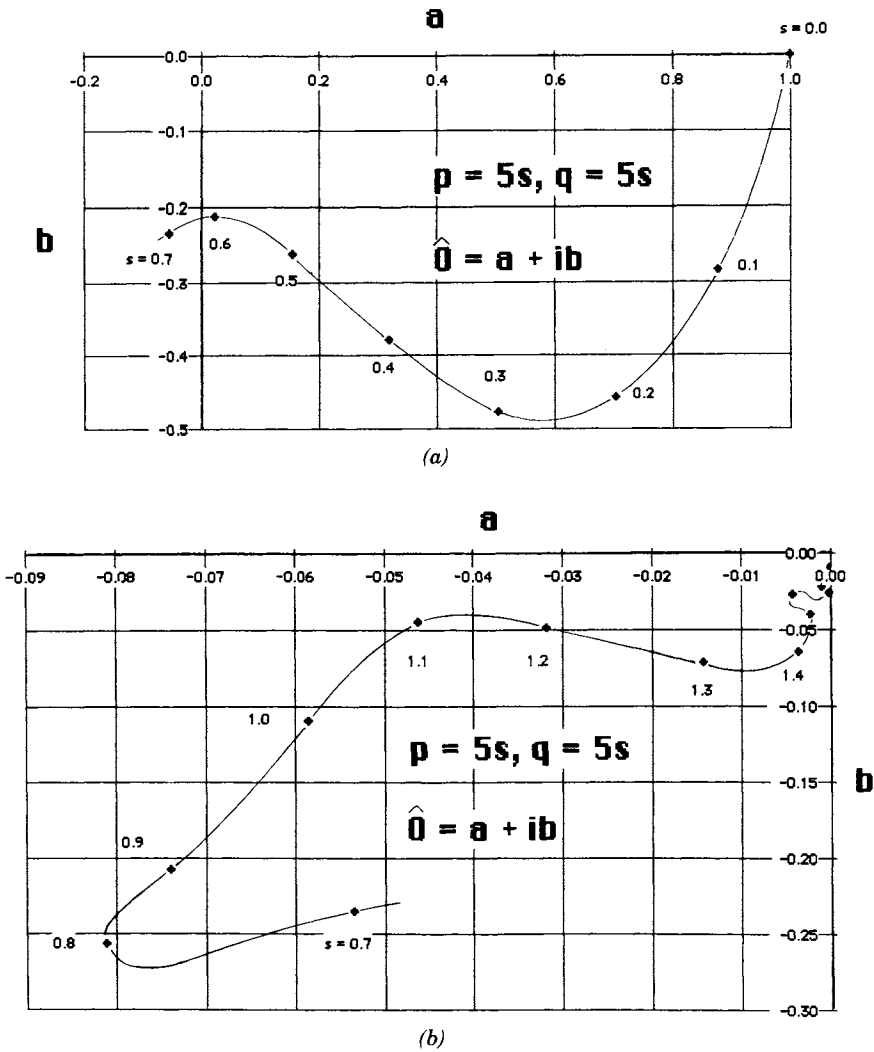 a
s = 0.0
0.0
-0.2 0.0 0.2 0.4 0.6 0.8 1.0
-0.1
p = 5s, q = 5s
-0.2
b
0.6
s = 0.7
Ô = a + ib
0.1
0.5
-0.3
-0.4
0.4
0.3
0.2
-0.5
(a)
a
0.00
-0.09 -0.08 -0.07 -0.06 -0.05 -0.04 -0.03 -0.02 -0.01 0.00
-0.05
1.1 1.2 1.3 1.4
-0.10
1.0
p = 5s, q = 5s
-0.15
b
Ô = a + ib
0.9
-0.20
0.8
s = 0.7
-0.25
-0.30
(b)